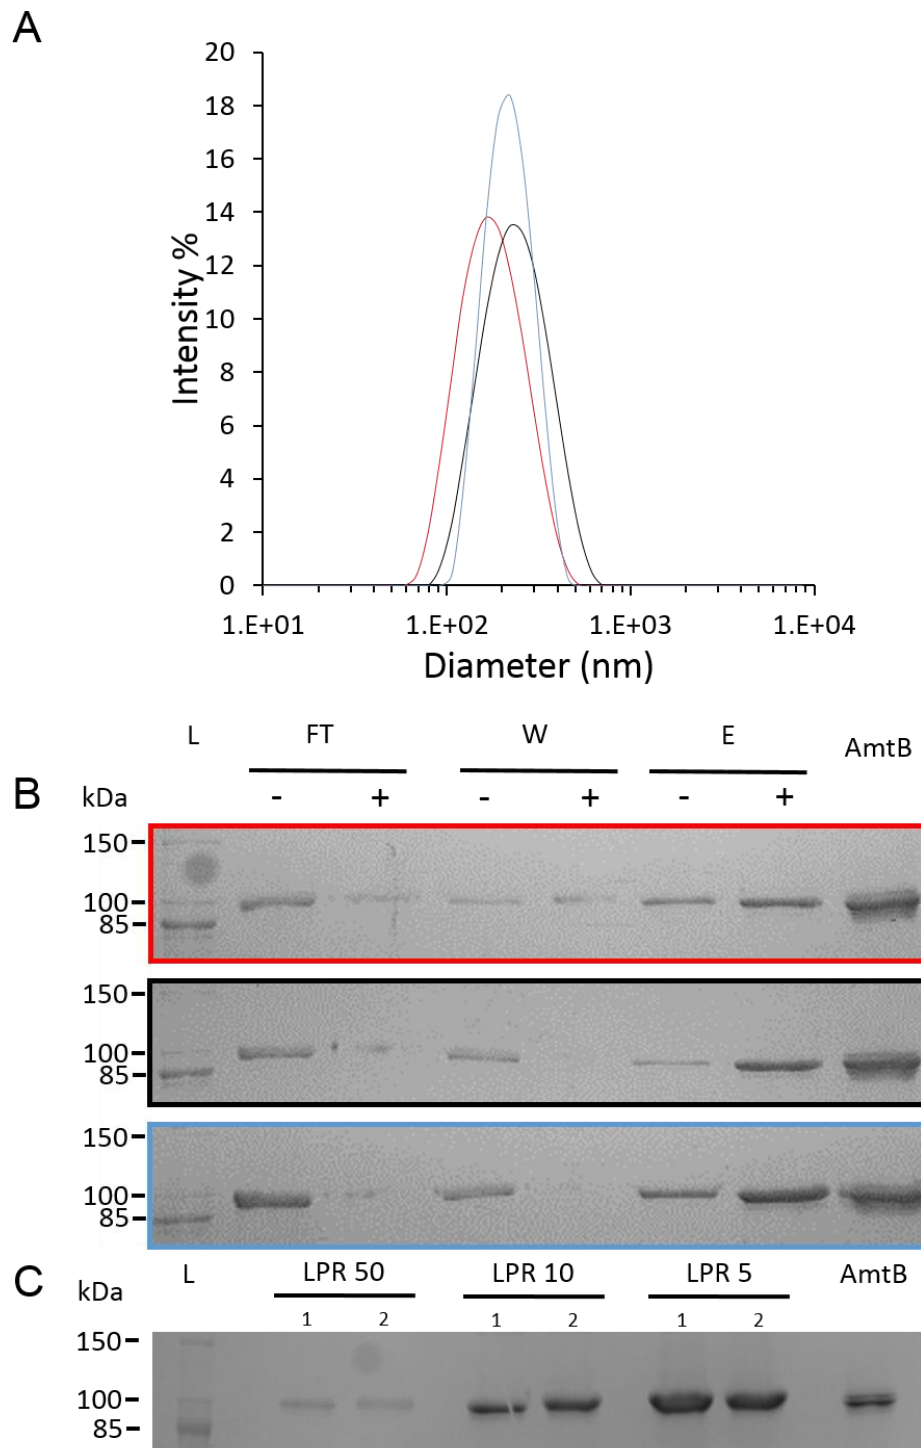 A
20
18
16
14
12
10
8
6
4
2
0
Intensity %
1.E+01 1.E+02 1.E+03 1.E+04
Diameter (nm)
L FT W E AmtB
B kDa - + - + - +
150
100
85
150
100
85
150
100
85
C kDa L LPR 50 LPR 10 LPR 5 AmtB
1 2 1 2 1 2
150
100
85